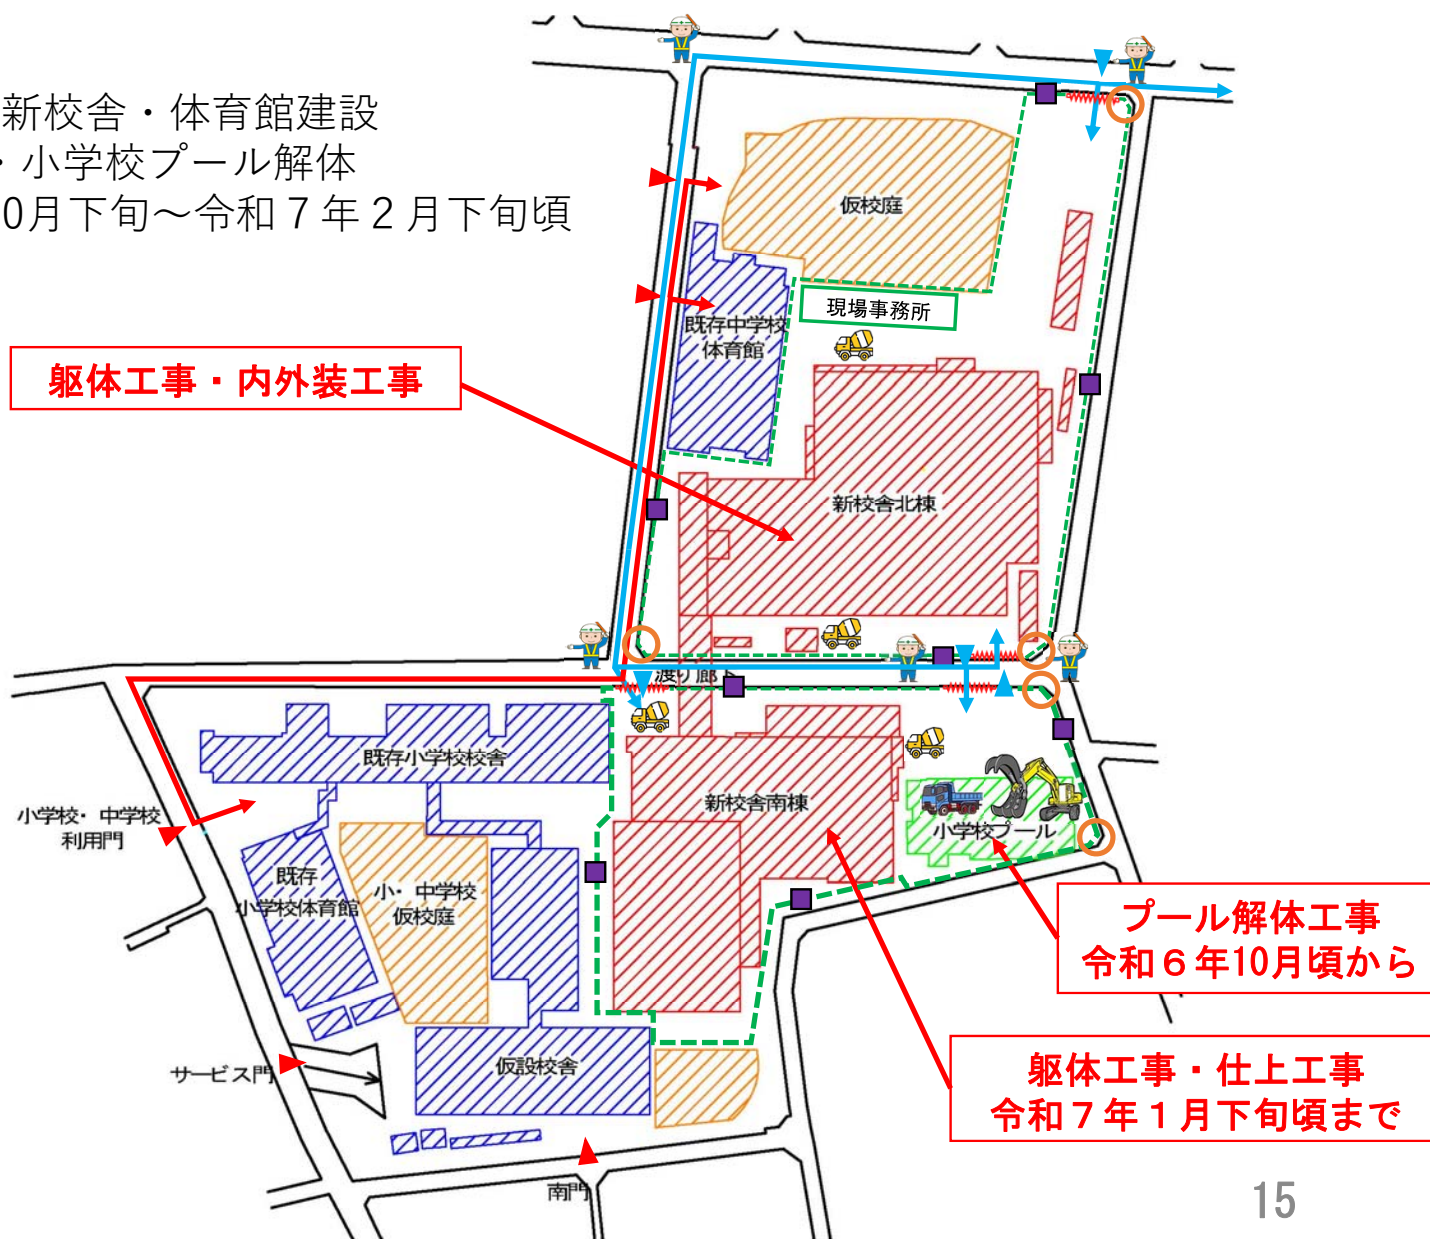 新校舎・体育館建設
・小学校プール解体
0月下旬～令和７年２月下旬頃
仮校庭
現場事務所
既存中学校
体育館
躯体工事・内外装工事
新校舎北棟
渡り廊下
既存小学校校舎
新校舎南棟
小学校・中学校
利用門
小学校プール
既存
小学校体育館
小・中学校
仮校庭
プール解体工事
令和６年10月頃から
サービス門
仮設校舎
躯体工事・仕上工事
令和７年１月下旬頃まで
南門
15